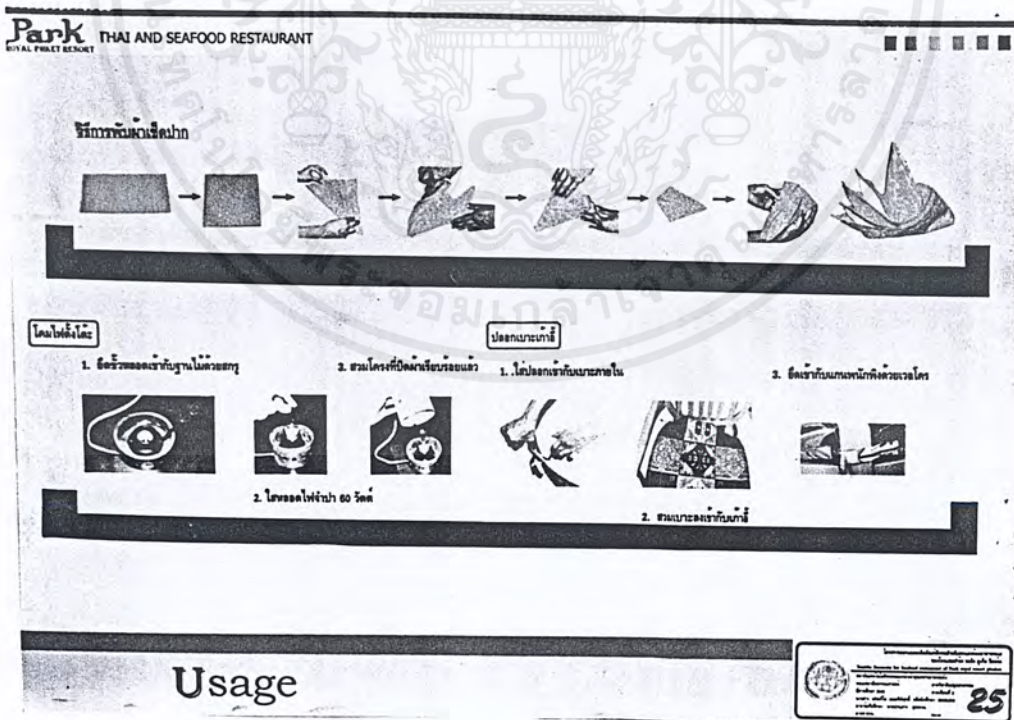 Park THAI AND SEAFOOD RESTAURANT
ROYAL PHUKET RESORT
วิธีการพับผ้าเช็ดปาก
โคมไฟตั้งโต๊ะ
1. ยึดขั้วหลอดเข้ากับฐานไม้ด้วยสกรู
2. ใส่หลอดไฟจำปา 60 วัตต์
3. สวมโครงที่ปิดผ้าเรียบร้อยแล้ว
ปลอกเบาะเก้าอี้
1. .ใส่ปลอกเข้ากับเบาะภายใน
2. สวมเบาะลงเข้ากับเก้าอี้
3. ยึดเข้ากับแกนพนักพิงด้วยเวลโคร
Usage
25